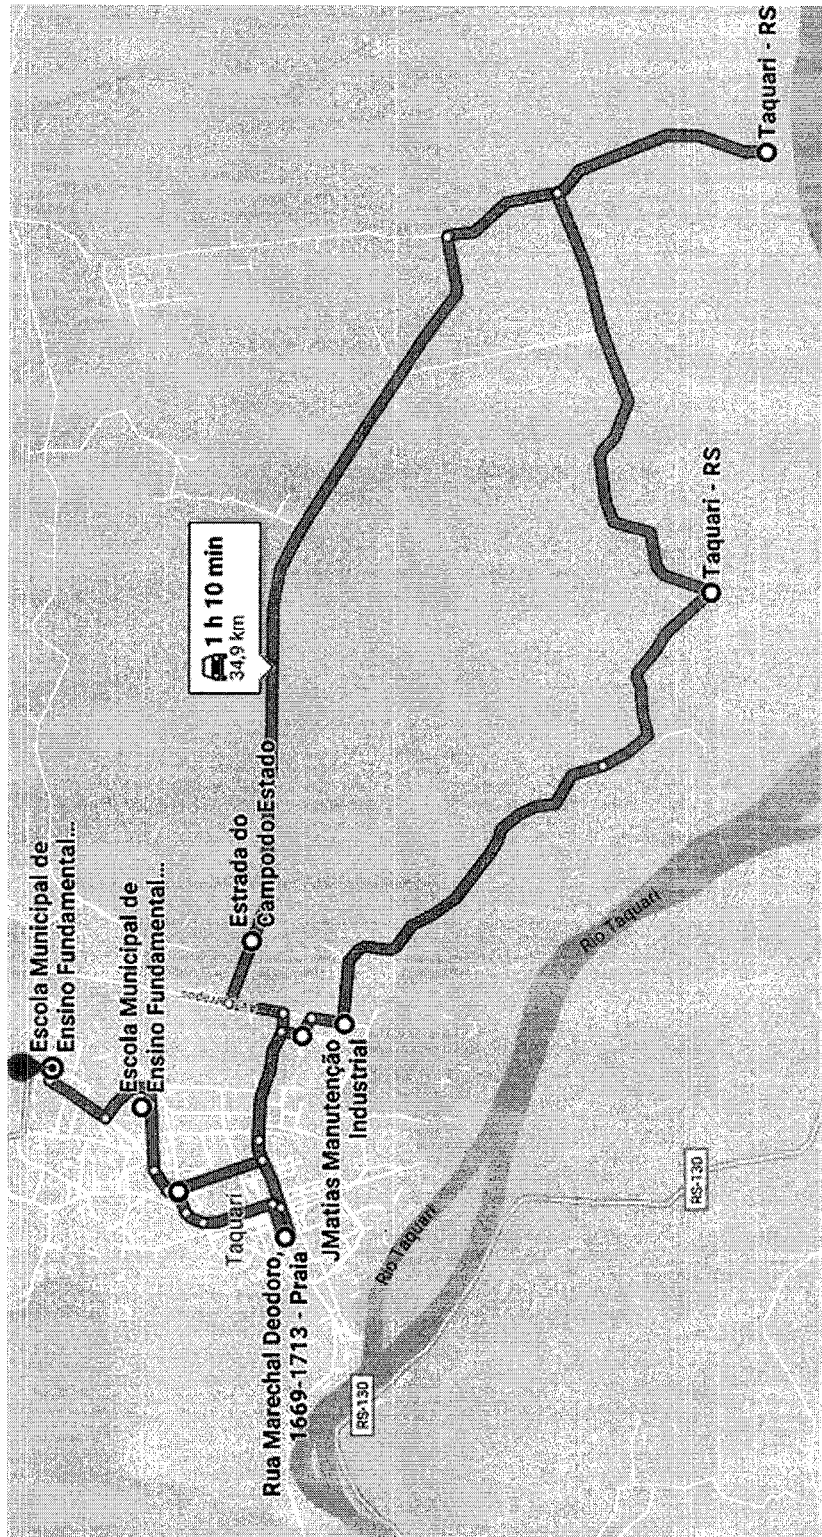 Escola Municipal de
Ensino Fundamental...
Escola Municipal de
Ensino Fundamental...
Estrada do
Campo do Estado
1 h 10 min
34,9 km
Taquari - RS
Taquari - RS
Taquari
Rua Marechal Deodoro,
1669-1713 - Praia
JMatias Manutenção
Industrial
Rio Taquari
Rio Taquari
RS-130
RS-130